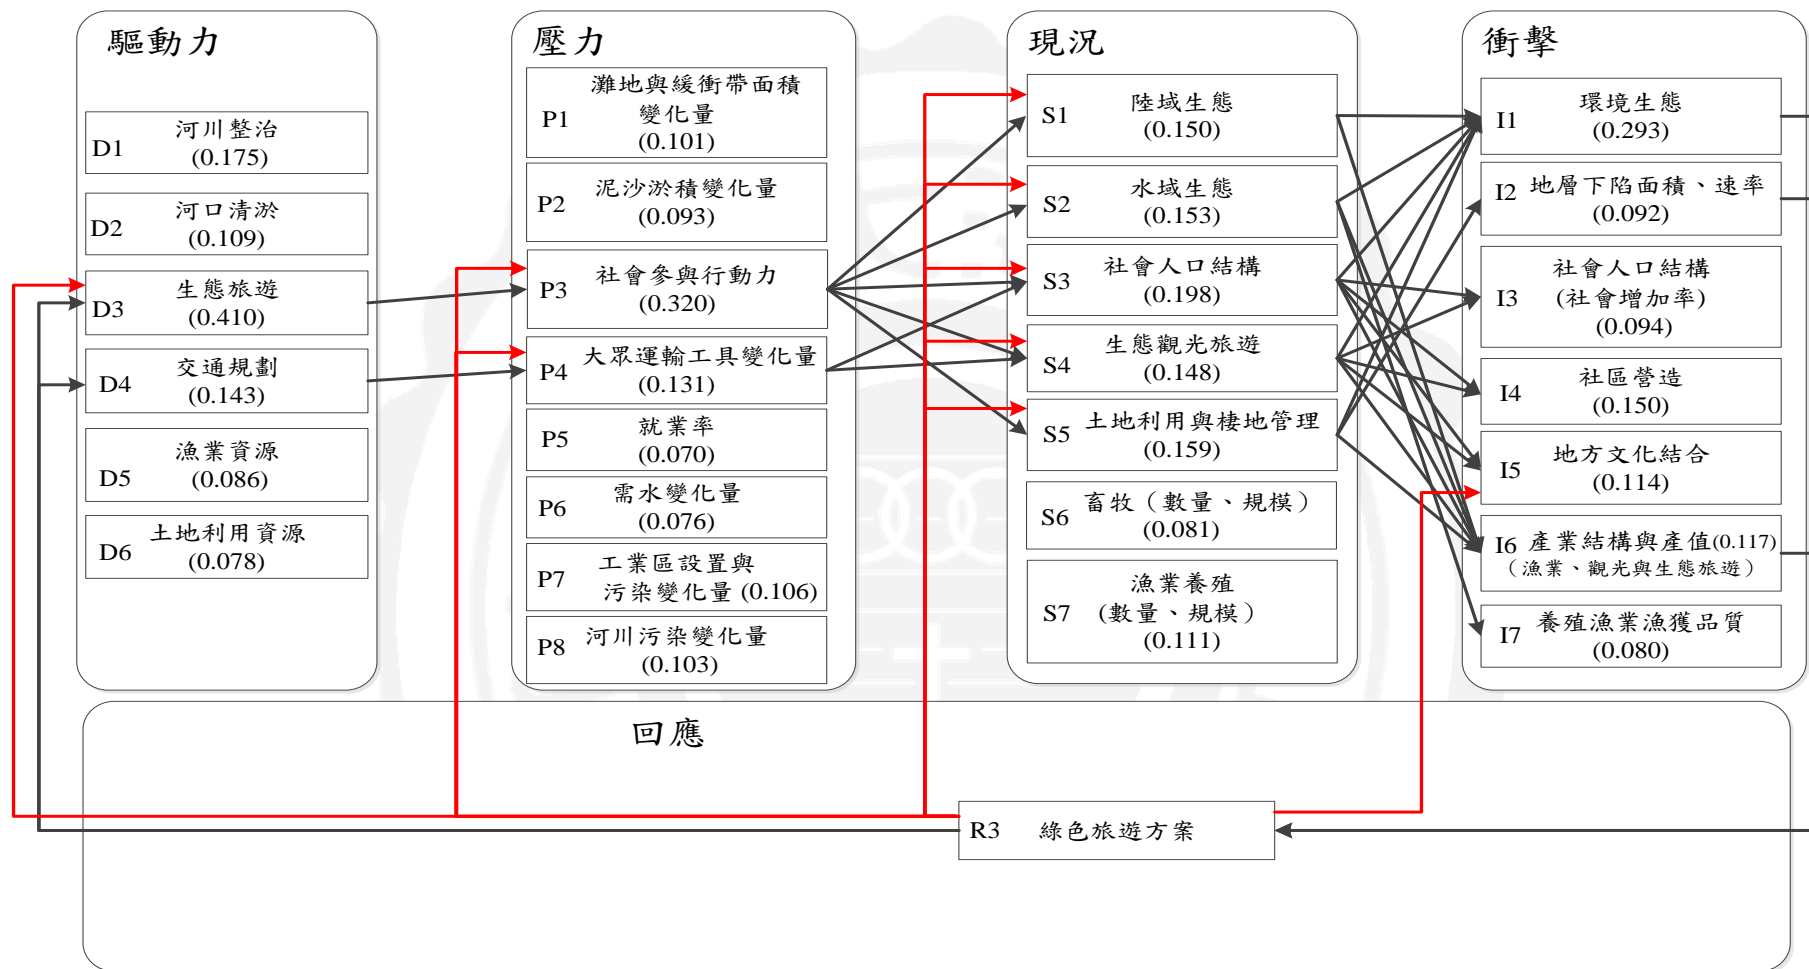 驅動力
D1
河川整治
(0.175)
D2
河口清淤
(0.109)
D3
生態旅遊
(0.410)
D4
交通規劃
(0.143)
D5
漁業資源
(0.086)
D6
土地利用資源
(0.078)
壓力
P1
灘地與緩衝帶面積
變化量
(0.101)
P2
泥沙淤積變化量
(0.093)
P3
社會參與行動力
(0.320)
P4
大眾運輸工具變化量
(0.131)
P5
就業率
(0.070)
P6
需水變化量
(0.076)
P7
工業區設置與
污染變化量 (0.106)
P8
河川污染變化量
(0.103)
現況
S1
陸域生態
(0.150)
S2
水域生態
(0.153)
S3
社會人口結構
(0.198)
S4
生態觀光旅遊
(0.148)
S5
土地利用與棲地管理
(0.159)
S6
畜牧（數量、規模）
(0.081)
S7
漁業養殖
(數量、規模）
(0.111)
衝擊
I1
環境生態
(0.293)
I2
地層下陷面積、速率
(0.092)
I3
社會人口結構
(社會增加率)
(0.094)
I4
社區營造
(0.150)
I5
地方文化結合
(0.114)
I6 產業結構與產值(0.117)
（漁業、觀光與生態旅遊）
I7
養殖漁業漁獲品質
(0.080)
回應
R3 綠色旅遊方案